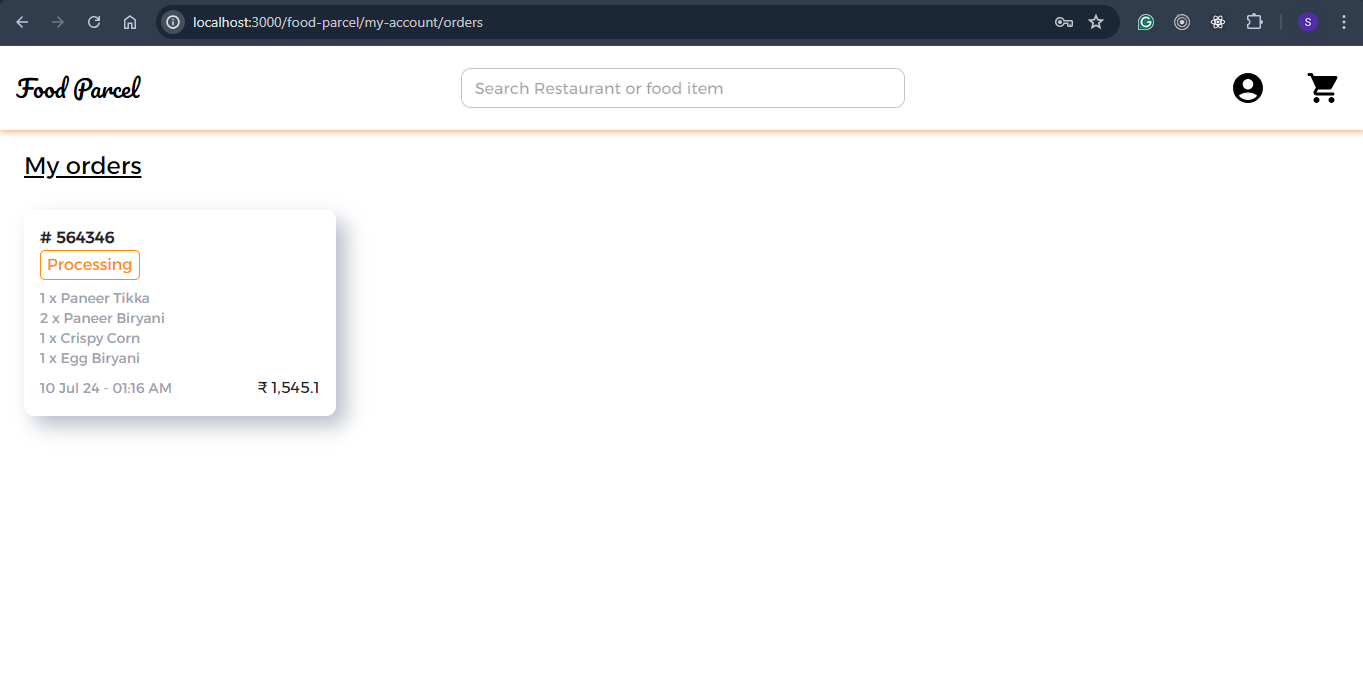 localhost:3000/food-parcel/my-account/orders
S
Food Parcel
Search Restaurant or food item
My orders
# 564346
Processing
1 x Paneer Tikka
2 x Paneer Biryani
1 x Crispy Corn
1 x Egg Biryani
10 Jul 24 - 01:16 AM ₹ 1,545.1